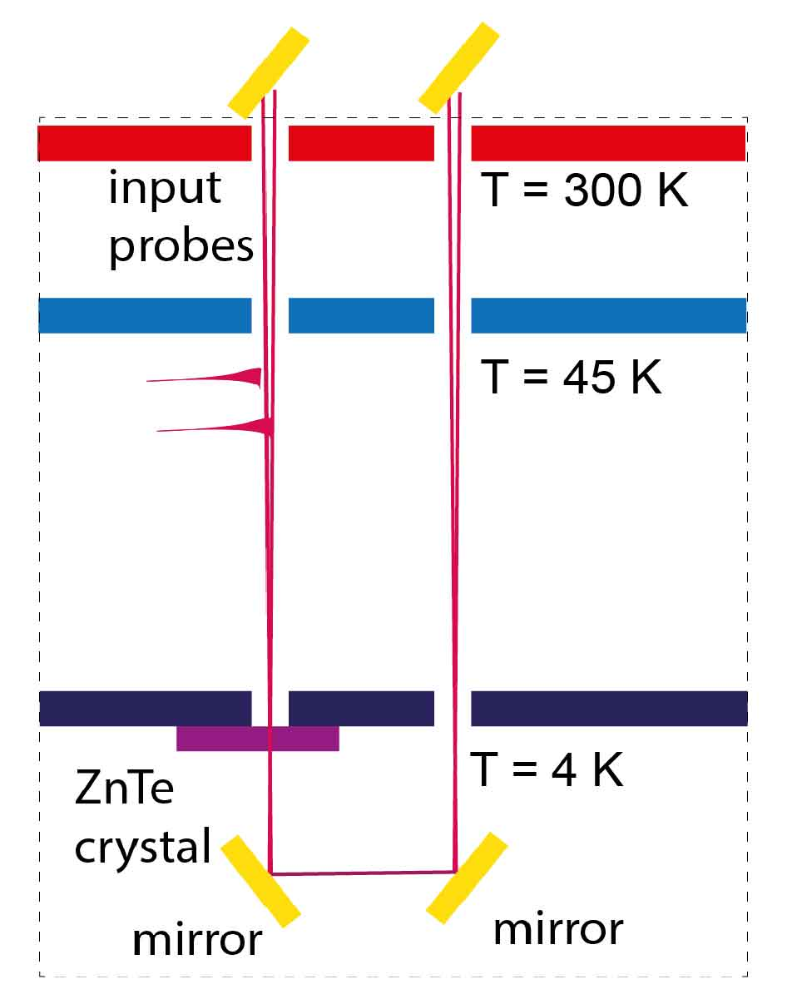 input
probes
T = 300 K
T = 45 K
ZnTe
crystal
T = 4 K
mirror
mirror